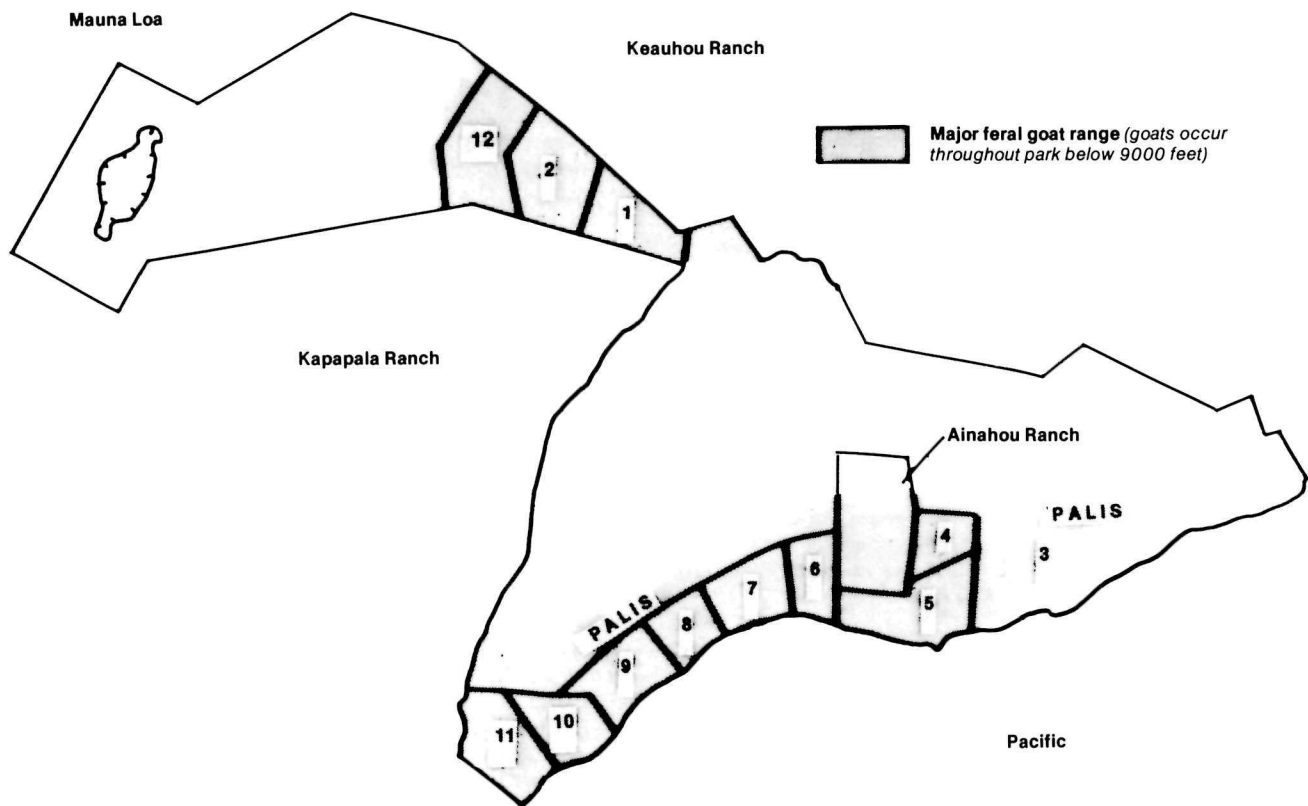 Mauna Loa
Keauhou Ranch
Major feral goat range (goats occur
throughout park below 9000 feet)
12
2
1
Kapapala Ranch
Ainahou Ranch
PALIS
3
4
5
6
7
PALIS
8
9
10
11
Pacific